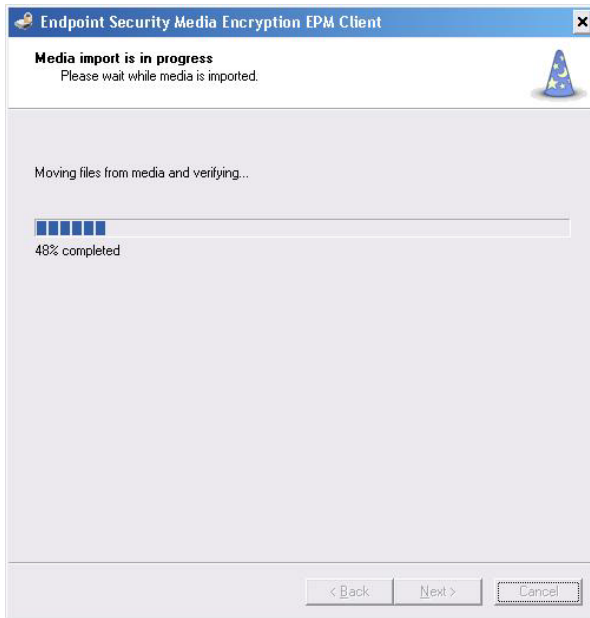 Endpoint Security Media Encryption EPM Client
Media import is in progress
Please wait while media is imported.
Moving files from media and verifying...
48% completed
< Back Next > Cancel